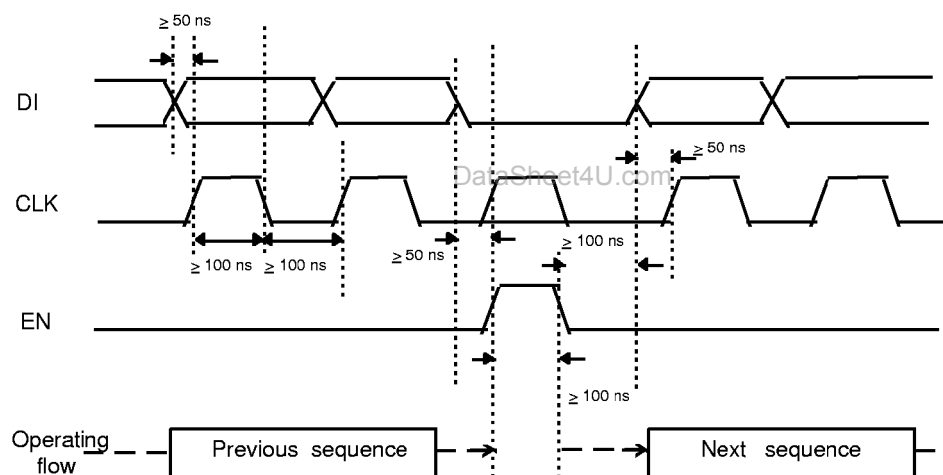 ≥ 50 ns
DI
≥ 50 ns
DataSheet4U.com
CLK
≥ 50 ns
≥ 100 ns
≥ 100 ns
≥ 100 ns
EN
≥ 100 ns
Operating flow
Previous sequence
Next sequence